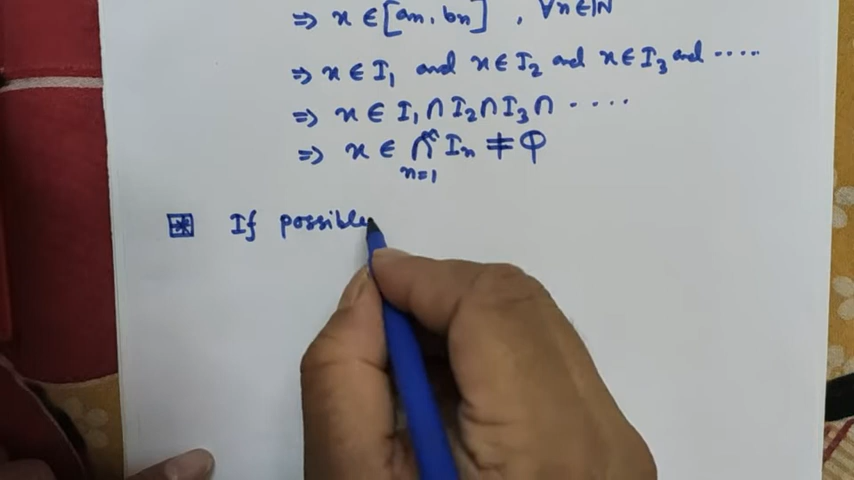 ⇒ x ∈ [an, bn] , ∀n∈ℕ
⇒ x ∈ I₁ and x ∈ I₂ and x ∈ I₃ and .....
⇒ x ∈ I₁ ∩ I₂ ∩ I₃ ∩ ....
⇒ x ∈ ∩_{n=1}^{∞} Iₙ ≠ Φ
If possible